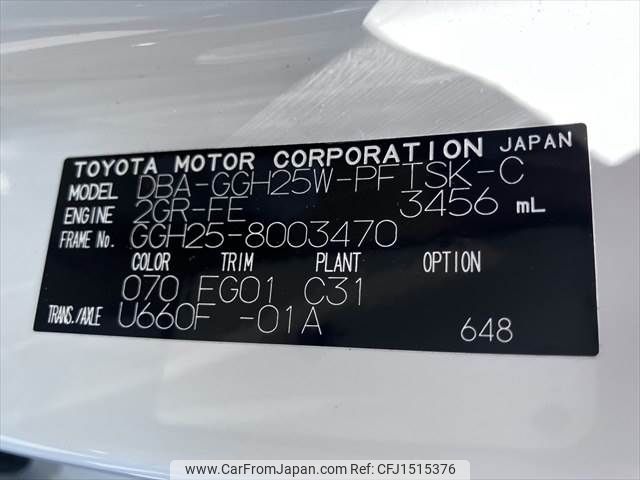 TOYOTA MOTOR CORPORATION JAPAN
MODEL DBA-GGH25W-PFTSK-C
ENGINE 2GR-FE 3456 mL
FRAME No. GGH25-8003470
COLOR TRIM PLANT OPTION
070 FG01 C31
TRANS./AXLE U660F -01A
648
www.CarFromJapan.com - CFJ1515376